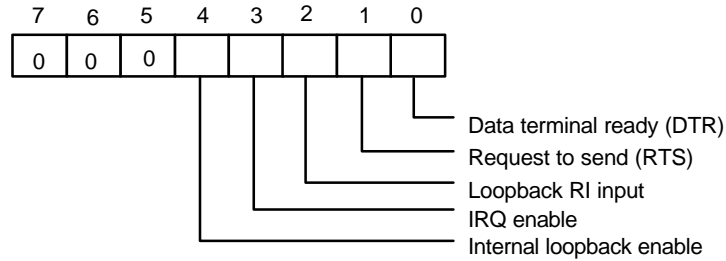 7 6 5 4 3 2 1 0
0 0 0
Data terminal ready (DTR)
Request to send (RTS)
Loopback RI input
IRQ enable
Internal loopback enable